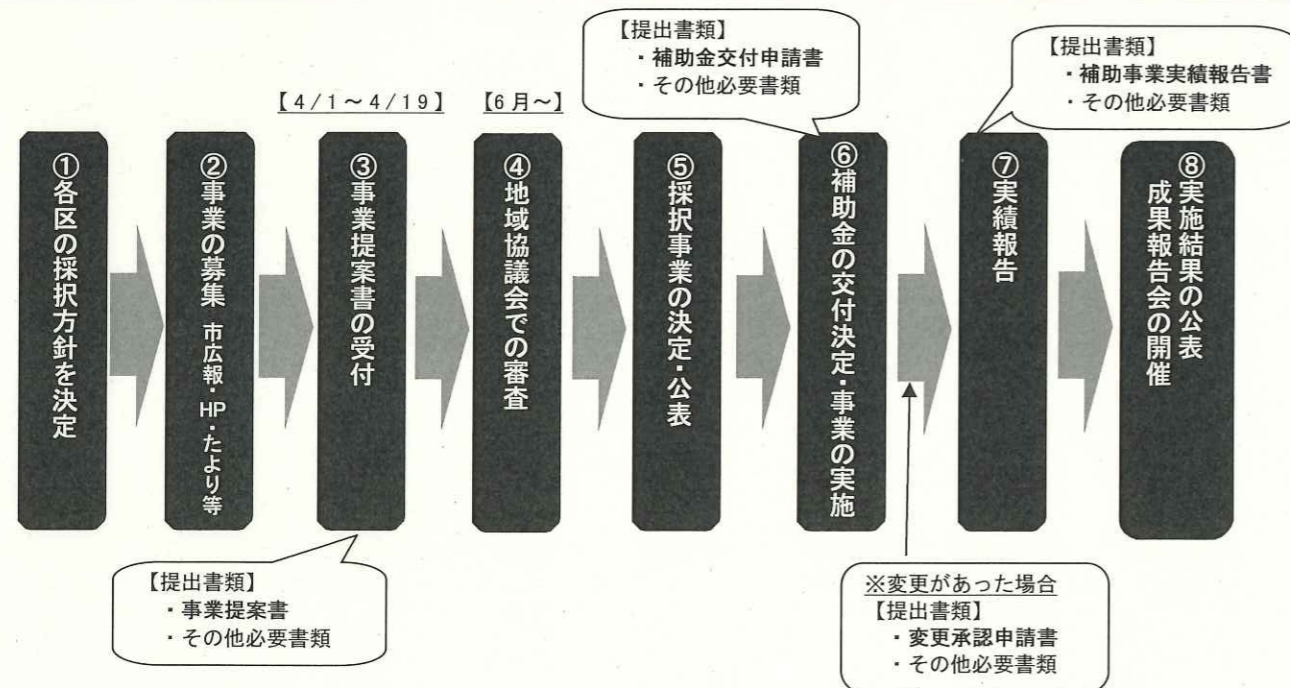 【提出書類】
・補助金交付申請書
・その他必要書類
【提出書類】
・補助事業実績報告書
・その他必要書類
【4/1~4/19】
【6月~】
①各区の採択方針を決定
②事業の募集 市広報・HP・たより等
③事業提案書の受付
④地域協議会での審査
⑤採択事業の決定・公表
⑥補助金の交付決定・事業の実施
⑦実績報告
⑧実施結果の公表
成果報告会の開催
【提出書類】
・事業提案書
・その他必要書類
※変更があった場合
【提出書類】
・変更承認申請書
・その他必要書類